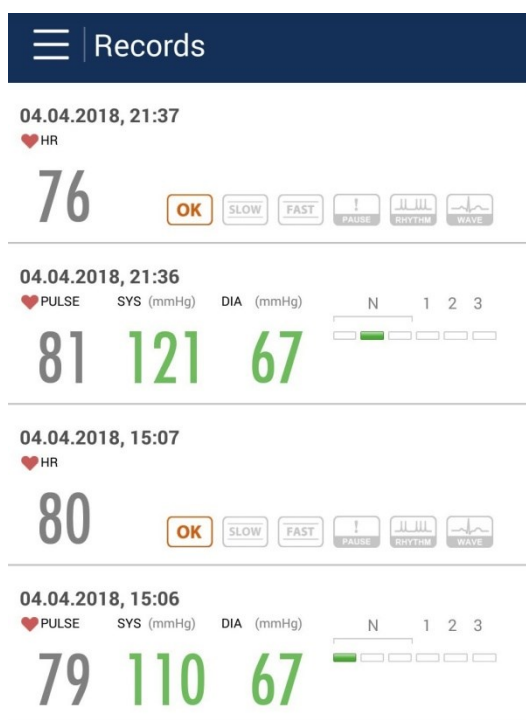 Records
04.04.2018, 21:37
HR
76
OK SLOW FAST ! PAUSE RHYTHM WAVE
04.04.2018, 21:36
PULSE SYS (mmHg) DIA (mmHg) N 1 2 3
81 121 67
04.04.2018, 15:07
HR
80
OK SLOW FAST ! PAUSE RHYTHM WAVE
04.04.2018, 15:06
PULSE SYS (mmHg) DIA (mmHg) N 1 2 3
79 110 67